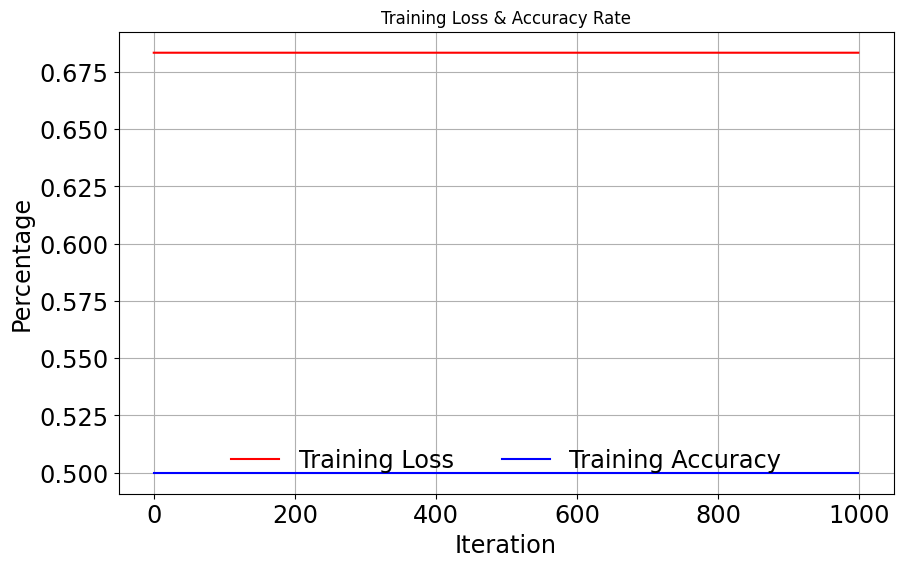 Training Loss & Accuracy Rate
Percentage
0.675
0.650
0.625
0.600
0.575
0.550
0.525
0.500
Training Loss Training Accuracy
0 200 400 600 800 1000
Iteration